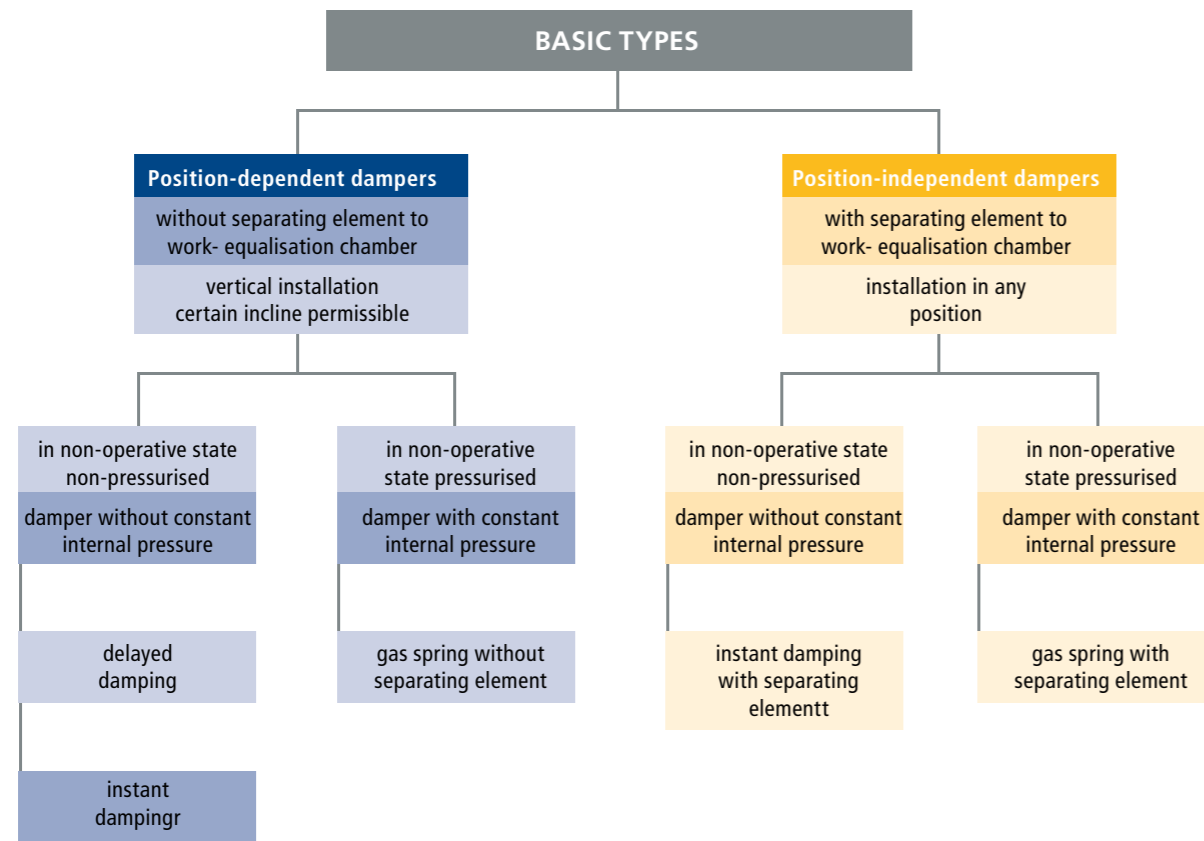 BASIC TYPES
Position-dependent dampers
without separating element to
work- equalisation chamber
vertical installation
certain incline permissible
Position-independent dampers
with separating element to
work- equalisation chamber
installation in any
position
in non-operative state
non-pressurised
damper without constant
internal pressure
delayed
damping
instant
dampingr
in non-operative
state pressurised
damper with constant
internal pressure
gas spring without
separating element
in non-operative state
non-pressurised
damper without constant
internal pressure
instant damping
with separating
elementt
in non-operative
state pressurised
damper with constant
internal pressure
gas spring with
separating element